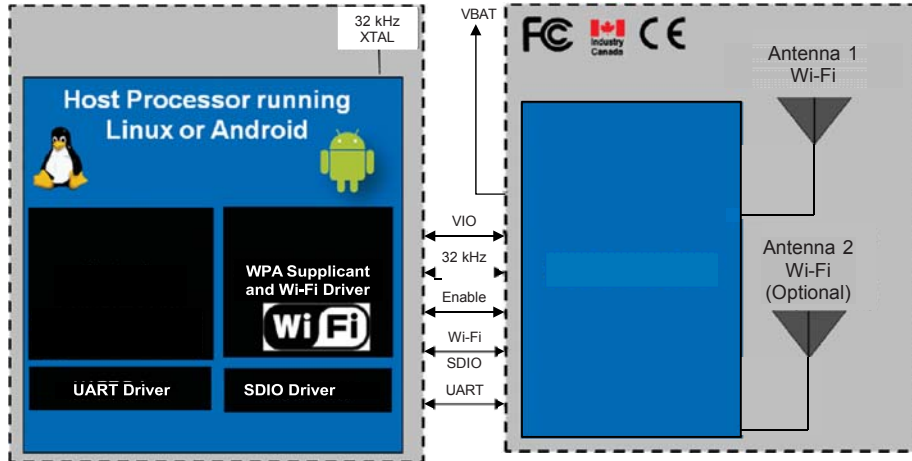 32 kHz
XTAL
Host Processor running
Linux or Android
WPA Supplicant
and Wi-Fi Driver
Wi Fi
UART Driver
SDIO Driver
VBAT
VIO
32 kHz
Enable
Wi-Fi
SDIO
UART
FC
Industry
Canada
CE
Antenna 1
Wi-Fi
Antenna 2
Wi-Fi
(Optional)